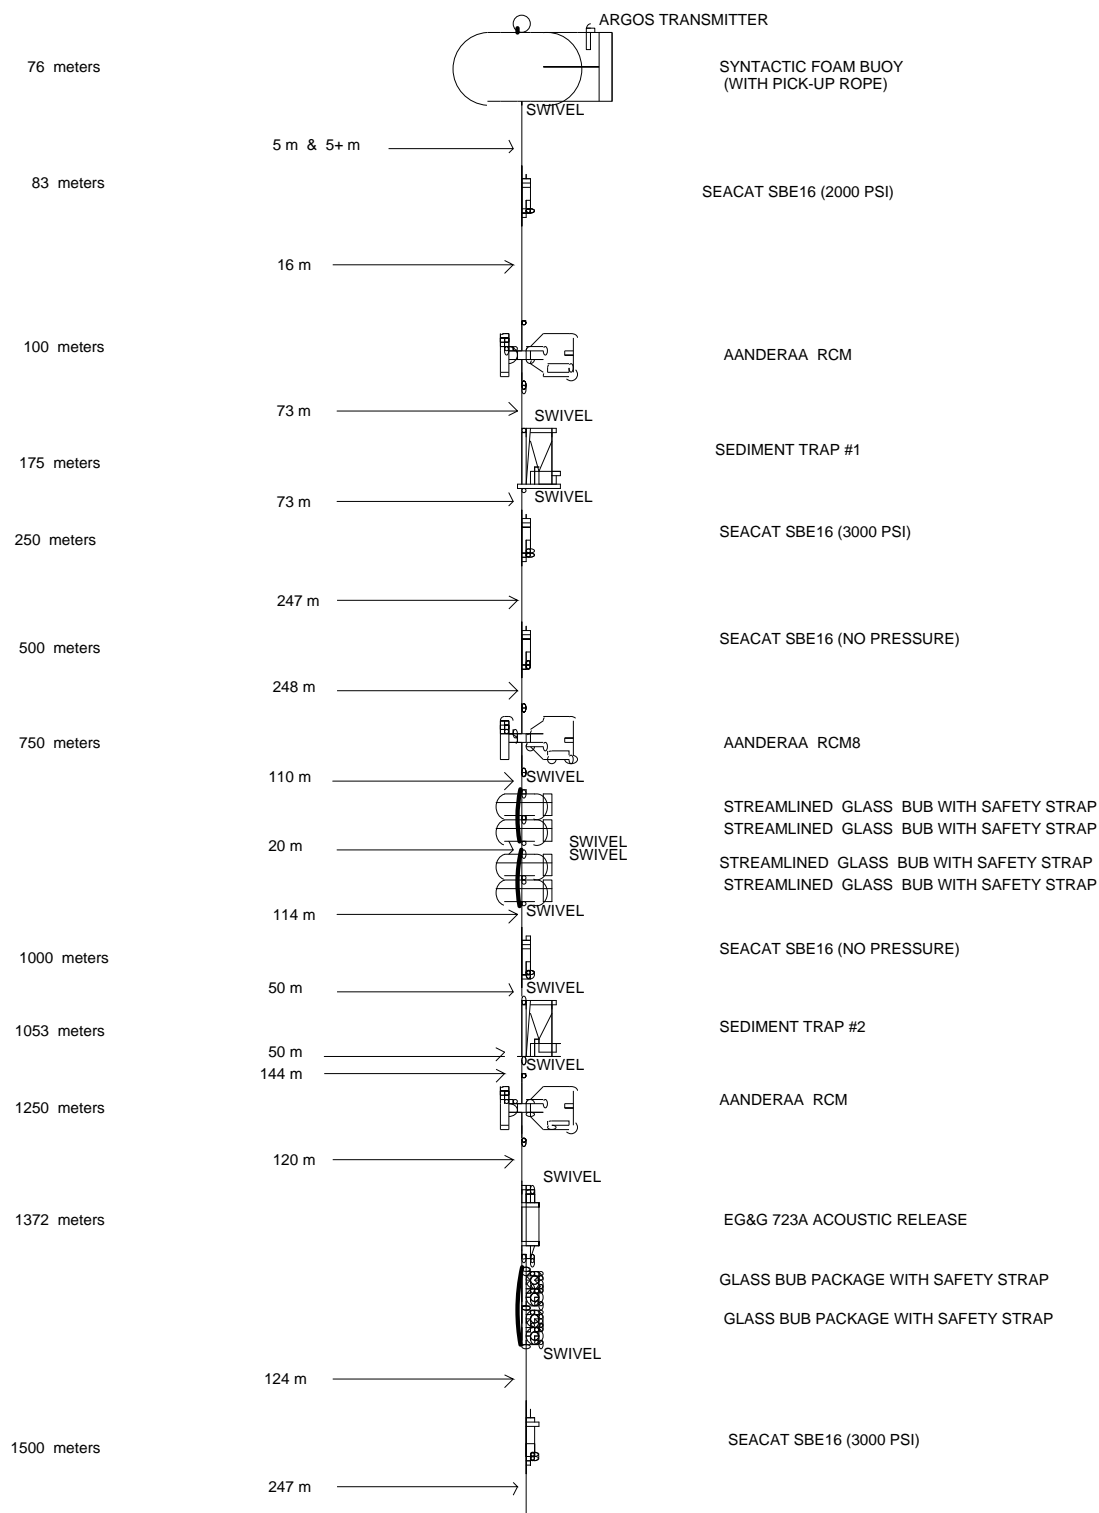 ARGOS TRANSMITTER
76 meters
SYNTACTIC FOAM BUOY
(WITH PICK-UP ROPE)
SWIVEL
5 m & 5+ m
83 meters
SEACAT SBE16 (2000 PSI)
16 m
100 meters
AANDERAA RCM
73 m
SWIVEL
SEDIMENT TRAP #1
175 meters
SWIVEL
73 m
SEACAT SBE16 (3000 PSI)
250 meters
247 m
SEACAT SBE16 (NO PRESSURE)
500 meters
248 m
750 meters
AANDERAA RCM8
110 m
SWIVEL
STREAMLINED GLASS BUB WITH SAFETY STRAP
STREAMLINED GLASS BUB WITH SAFETY STRAP
20 m
SWIVEL
SWIVEL
STREAMLINED GLASS BUB WITH SAFETY STRAP
STREAMLINED GLASS BUB WITH SAFETY STRAP
114 m
SWIVEL
SEACAT SBE16 (NO PRESSURE)
1000 meters
50 m
SWIVEL
1053 meters
SEDIMENT TRAP #2
50 m
SWIVEL
144 m
1250 meters
AANDERAA RCM
120 m
SWIVEL
1372 meters
EG&G 723A ACOUSTIC RELEASE
GLASS BUB PACKAGE WITH SAFETY STRAP
GLASS BUB PACKAGE WITH SAFETY STRAP
SWIVEL
124 m
1500 meters
SEACAT SBE16 (3000 PSI)
247 m